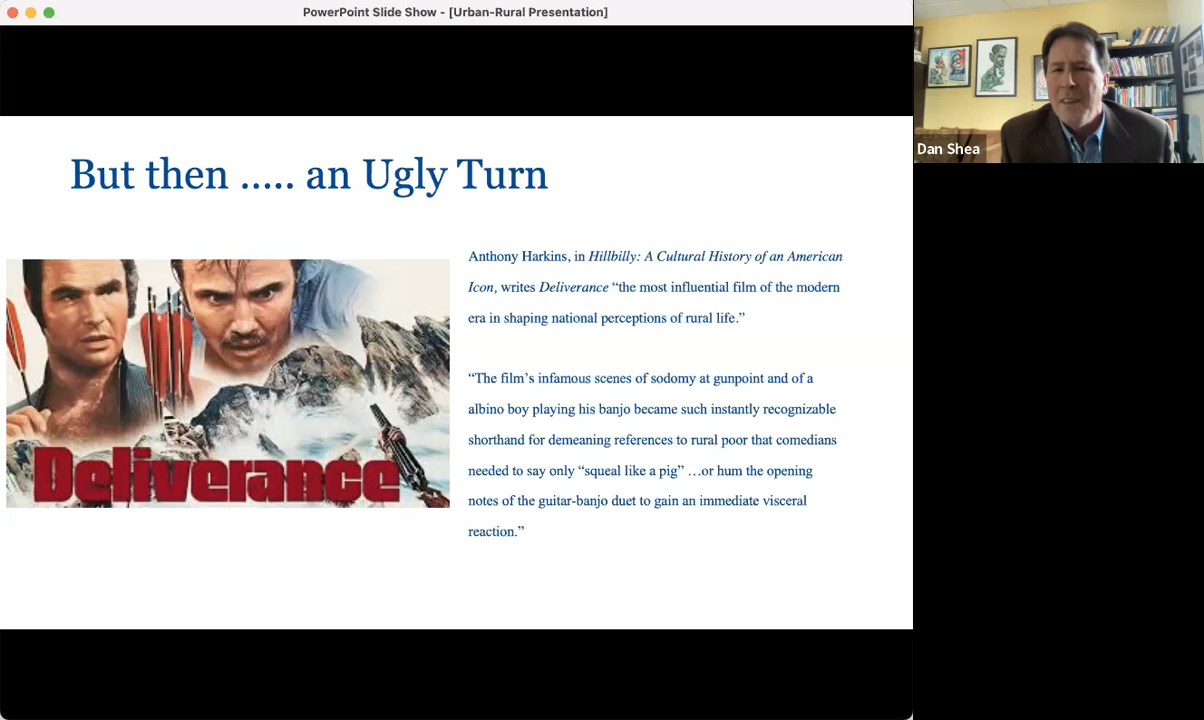 PowerPoint Slide Show - [Urban-Rural Presentation]
But then ..... an Ugly Turn
Anthony Harkins, in Hillbilly: A Cultural History of an American
Icon, writes Deliverance “the most influential film of the modern
era in shaping national perceptions of rural life.”
“The film’s infamous scenes of sodomy at gunpoint and of a
albino boy playing his banjo became such instantly recognizable
shorthand for demeaning references to rural poor that comedians
needed to say only “squeal like a pig” …or hum the opening
notes of the guitar-banjo duet to gain an immediate visceral
reaction.”
Deliverance
Dan Shea